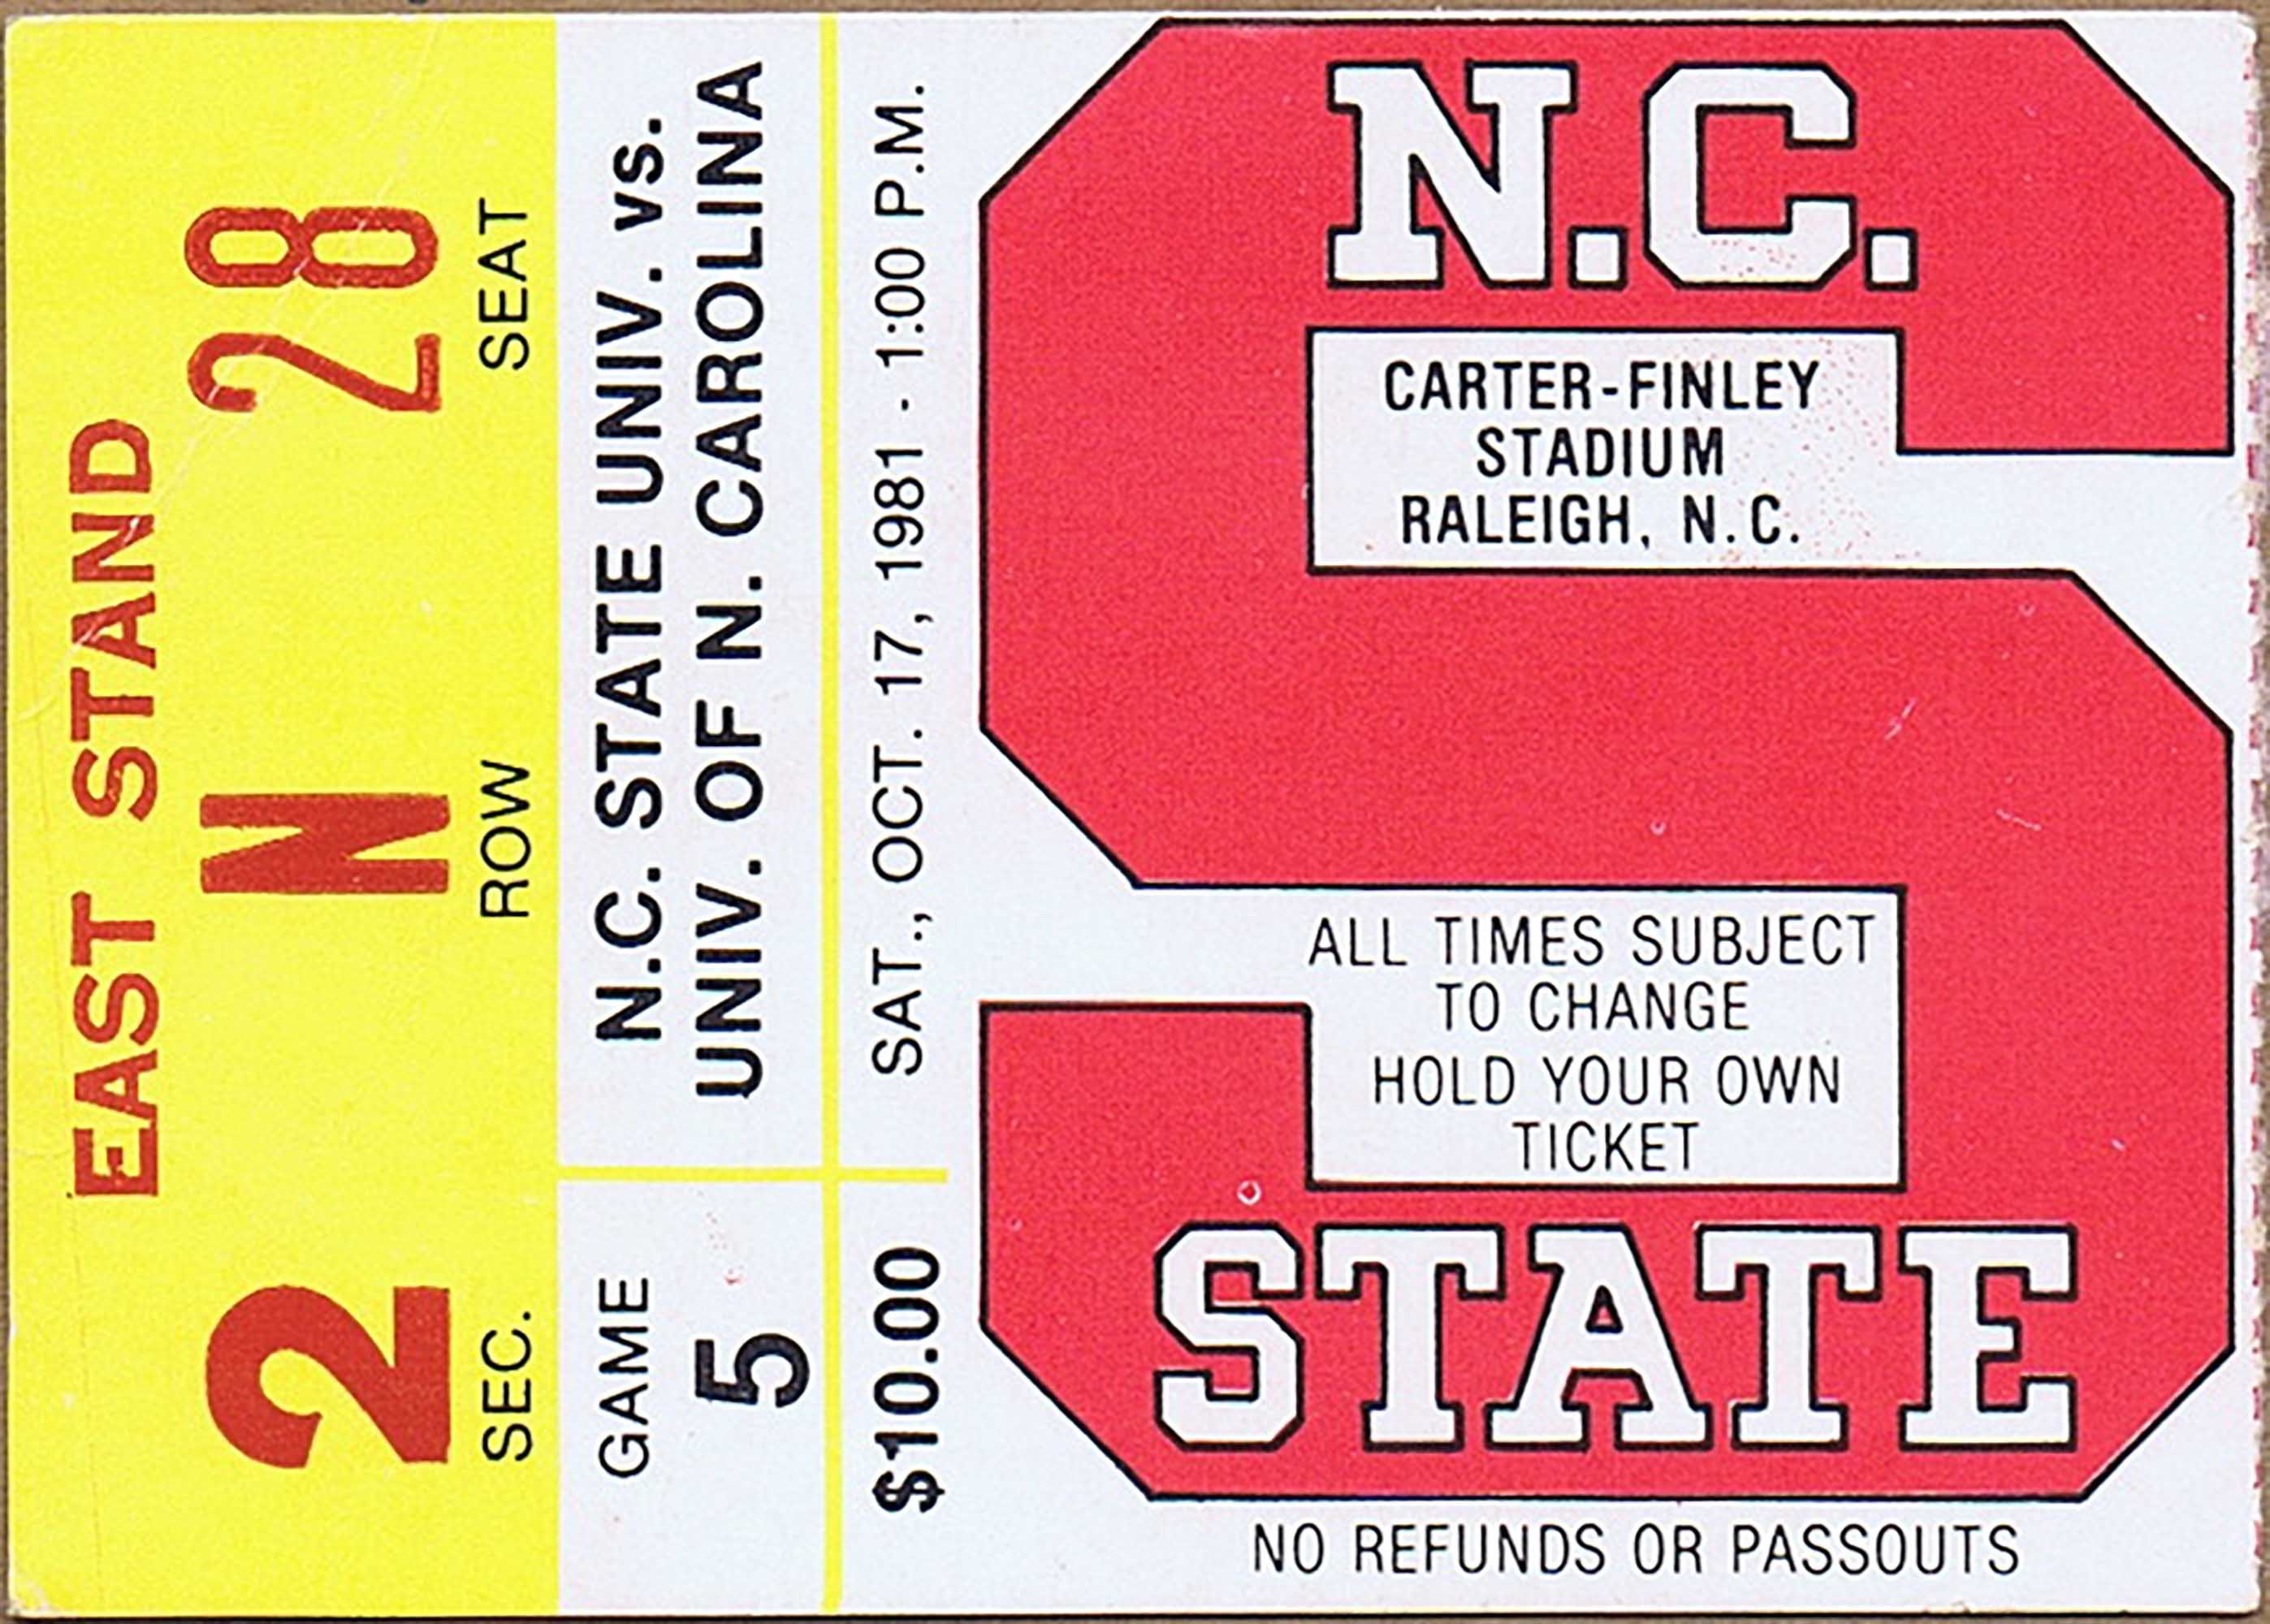 EAST STAND
2 N 28
SEC. ROW SEAT
GAME
5
N.C. STATE UNIV. vs.
UNIV. OF N. CAROLINA
$10.00
SAT., OCT. 17, 1981 - 1:00 P.M.
N.C.
CARTER-FINLEY
STADIUM
RALEIGH, N.C.
ALL TIMES SUBJECT
TO CHANGE
HOLD YOUR OWN
TICKET
STATE
NO REFUNDS OR PASSOUTS